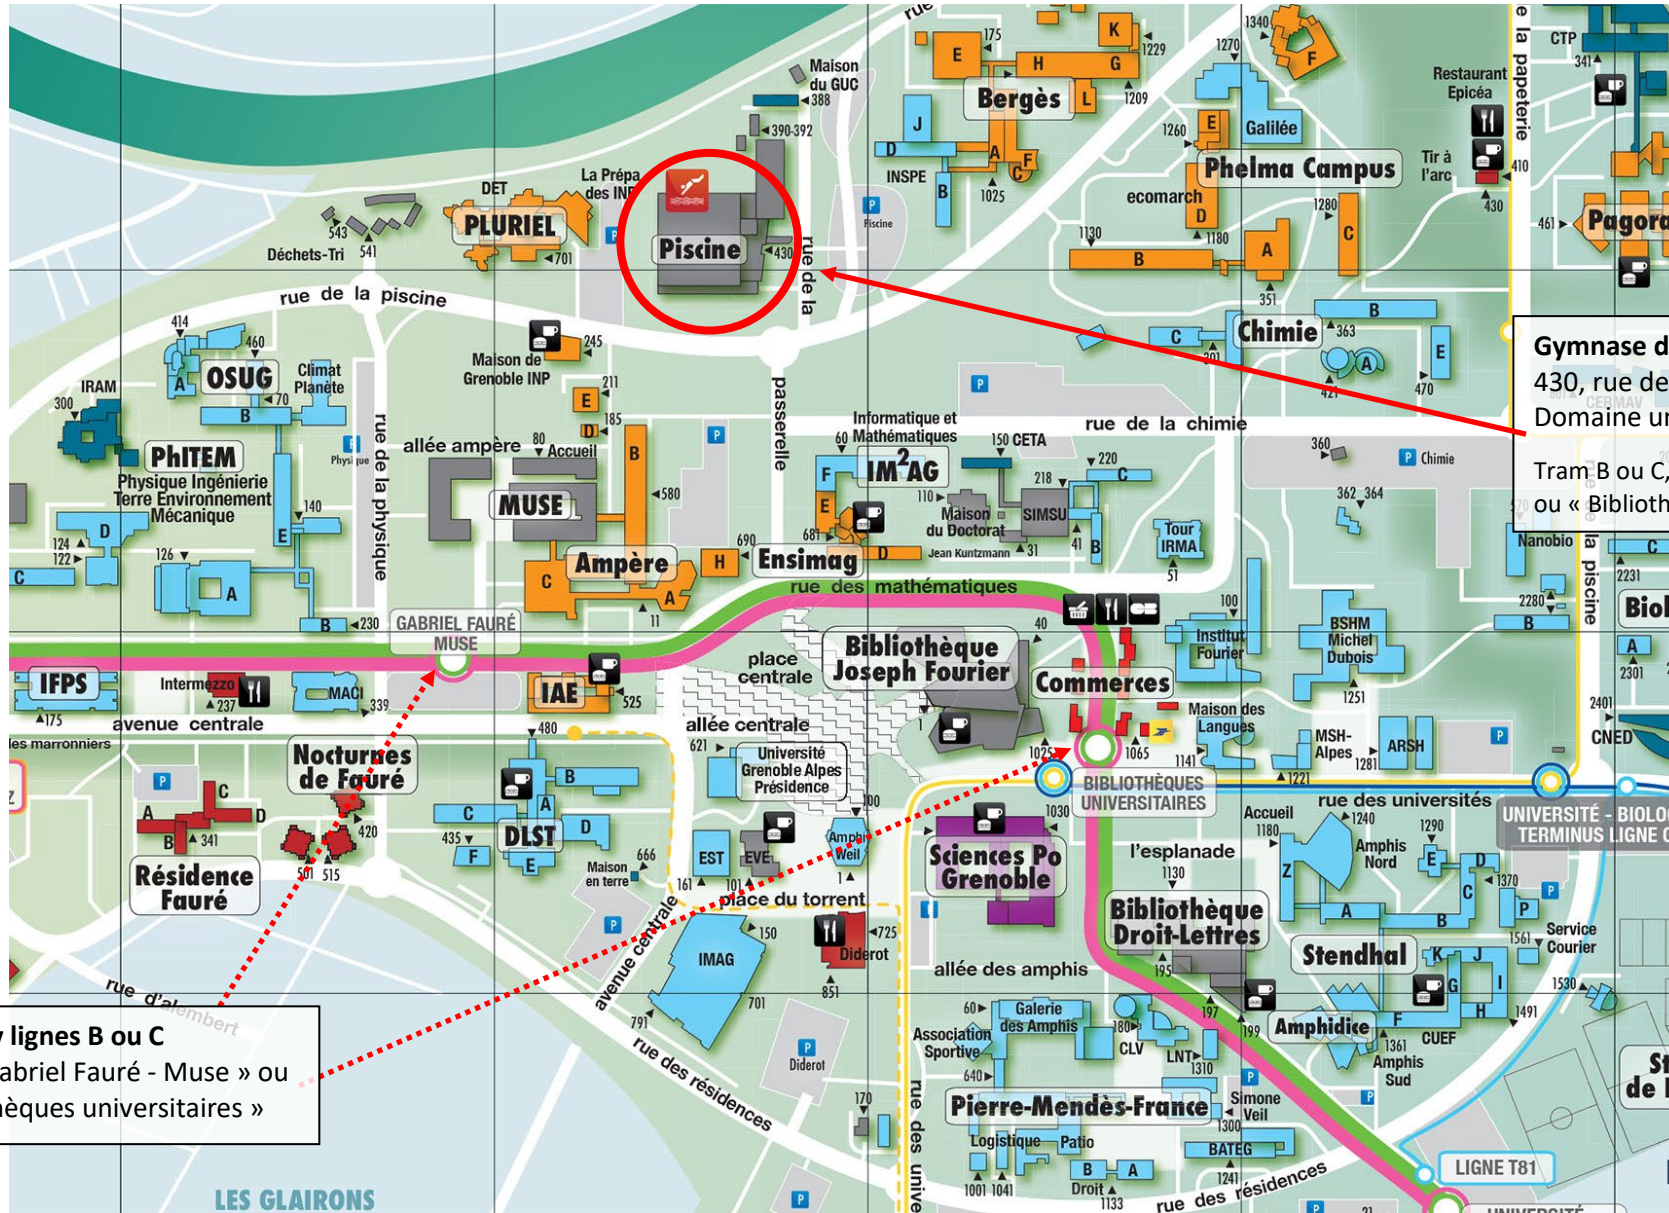 rue
Maison
du GUC
388
390-392
175
E
K
1229
H
G
Bergès
L
1209
J
D
INSPE
B
A
F
C
1025
1340
F
1270
E
1260
Galilée
Phelma Campus
ecomarch
D
1180
1280
C
1130
B
A
351
Restaurant
Epicéa
Tir à
l'arc
410
430
e la papeterie
CTP
341
461
Pagora
DET
PLURIEL
701
La Prépa
des INP
P
Piscine
430
rue de la
P
Piscine
543
Déchets-Tri
541
rue de la piscine
Maison de
Grenoble INP
245
414
460
A
OSUG
70
B
Climat
Planète
IRAM
300
PhITEM
Physique Ingénierie
Terre Environnement
Mécanique
D
124
122
C
126
A
E
140
B
230
P
Physique
rue de la physique
allée ampère
80
Accueil
MUSE
211
E
185
D
B
580
Ampère
C
A
11
H
690
P
passerelle
Informatique et
Mathématiques
60
IM²AG
F
E
681
Ensimag
D
150
CETA
110
Maison
du Doctorat
Jean Kuntzmann
31
218
SIMSU
41
220
C
B
Tour
IRMA
51
P
rue de la chimie
C
Chimie
201
B
363
A
421
E
470
Gymnase d
430, rue de
Domaine un
Tram B ou C,
ou « Biblioth
360
P
Chimie
362
364
Nanobio
la piscine
C
2231
2280
B
Biol
A
2301
2401
CNED
rue des mathématiques
GABRIEL FAURÉ
MUSE
IFPS
175
Intermezzo
237
MACI
339
avenue centrale
les marronniers
IAE
525
place
centrale
allée centrale
Bibliothèque
Joseph Fourier
40
1
Commerces
1025
1065
100
Institut
Fourier
BSHM
Michel
Dubois
1251
Maison des
Langues
1141
MSH-
Alpes
1221
1281
ARSH
P
BIBLIOTHÈQUES
UNIVERSITAIRES
rue des universités
UNIVERSITÉ - BIOLO
TERMINUS LIGNE C
P
A
C
B
D
341
Résidence
Fauré
Nocturnes
de Fauré
420
501
515
480
B
C
A
DLST
435
F
D
E
621
Université
Grenoble Alpes
Présidence
Maison
en terre
666
EST
161
EVE
101
Amphi
Weil
1
place du torrent
1030
Sciences Po
Grenoble
l'esplanade
1130
Bibliothèque
Droit-Lettres
195
197
199
Accueil
1180
1240
Z
Amphis
Nord
A
B
1290
E
D
C
1370
P
P
1561
Service
Courier
Stendhal
K
J
G
I
H
F
CUEF
1491
1530
Amphidice
1361
Amphis
Sud
rue d'alembert
P
avenue centrale
150
IMAG
701
791
Diderot
725
851
P
allée des amphis
60
Galerie
des Amphis
Association
Sportive
180
CLV
LNT
1310
640
P
Simone
Veil
Pierre-Mendès-France
1300
Logistique
Patio
1001
1041
B
A
Droit
1133
BATEG
1241
rue des résidences
P
Diderot
170
rue des unive
rue des résidences
y lignes B ou C
abriel Fauré - Muse » ou
hèques universitaires »
LES GLAIRONS
P
P
P
LIGNE T81
UNIVERSITÉ
St
de l